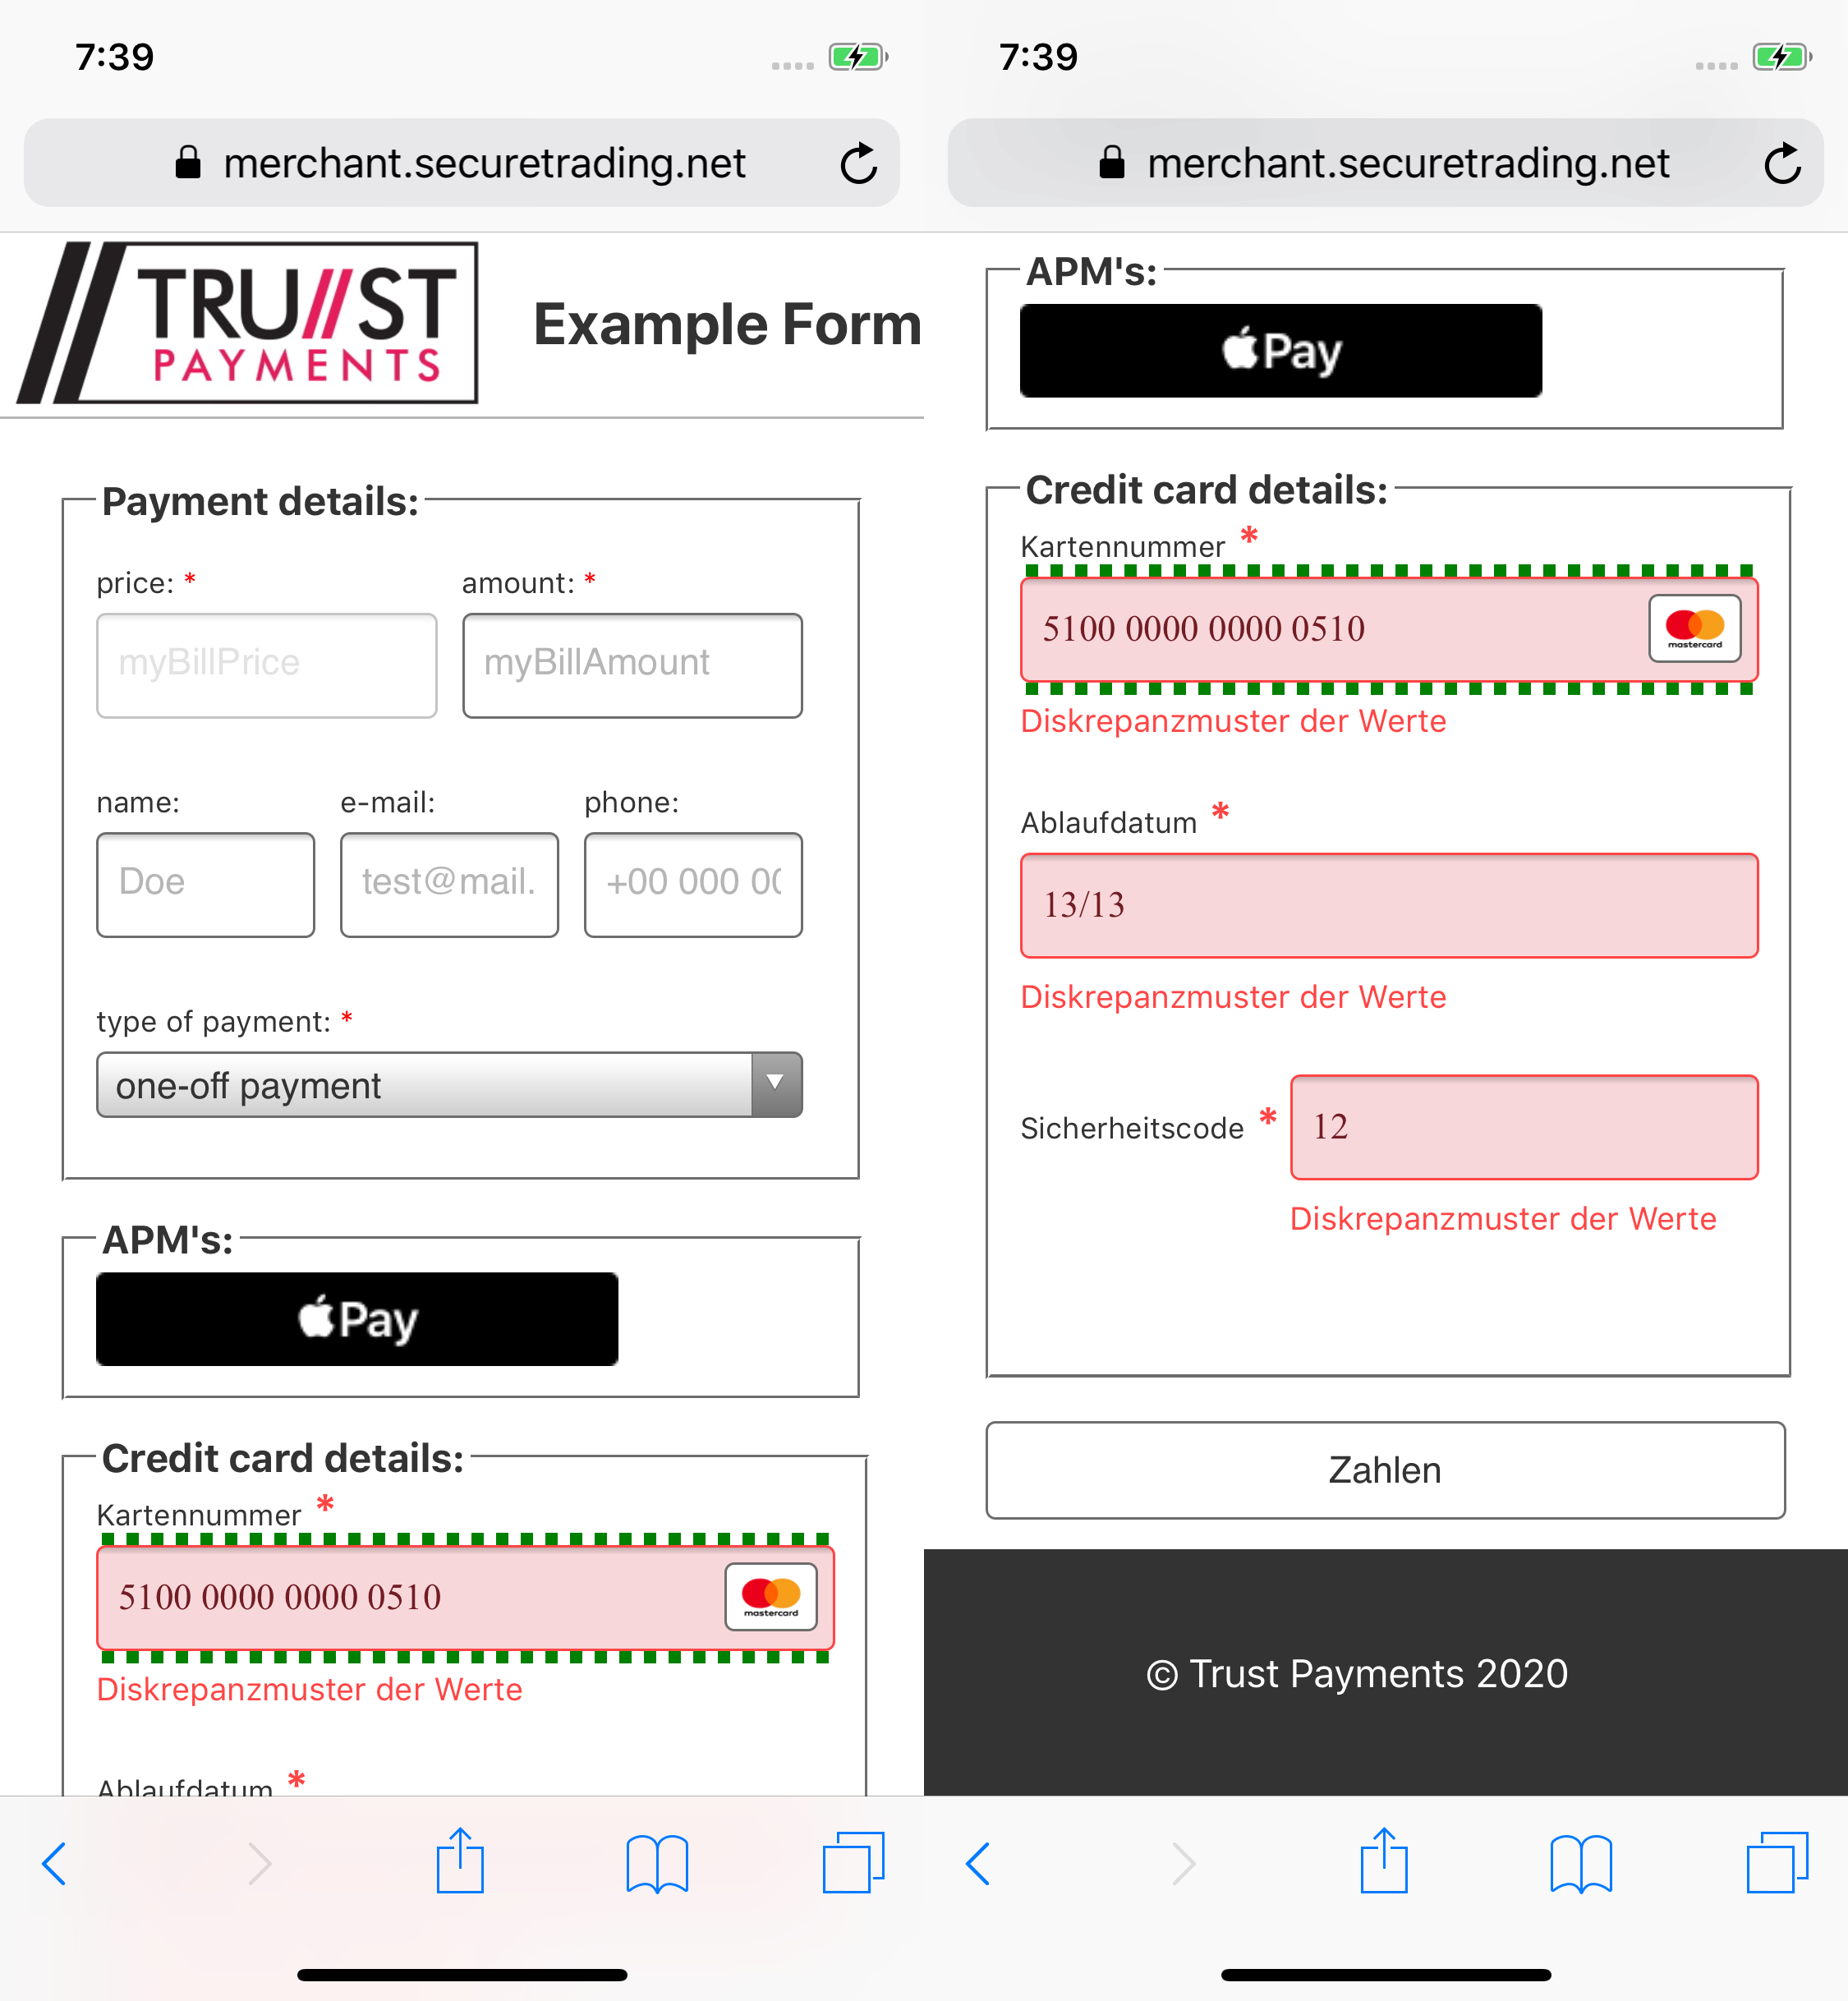 7:39
merchant.securetrading.net
TRU//ST
PAYMENTS
Example Form
Payment details:
price: * amount: *
myBillPrice myBillAmount
name: e-mail: phone:
Doe test@mail. +00 000 00
type of payment: *
one-off payment
APM's:
Pay
Credit card details:
Kartennummer *
5100 0000 0000 0510
mastercard
Diskrepanzmuster der Werte
Ablaufdatum *
7:39
merchant.securetrading.net
APM's:
Pay
Credit card details:
Kartennummer *
5100 0000 0000 0510
mastercard
Diskrepanzmuster der Werte
Ablaufdatum *
13/13
Diskrepanzmuster der Werte
Sicherheitscode * 12
Diskrepanzmuster der Werte
Zahlen
© Trust Payments 2020